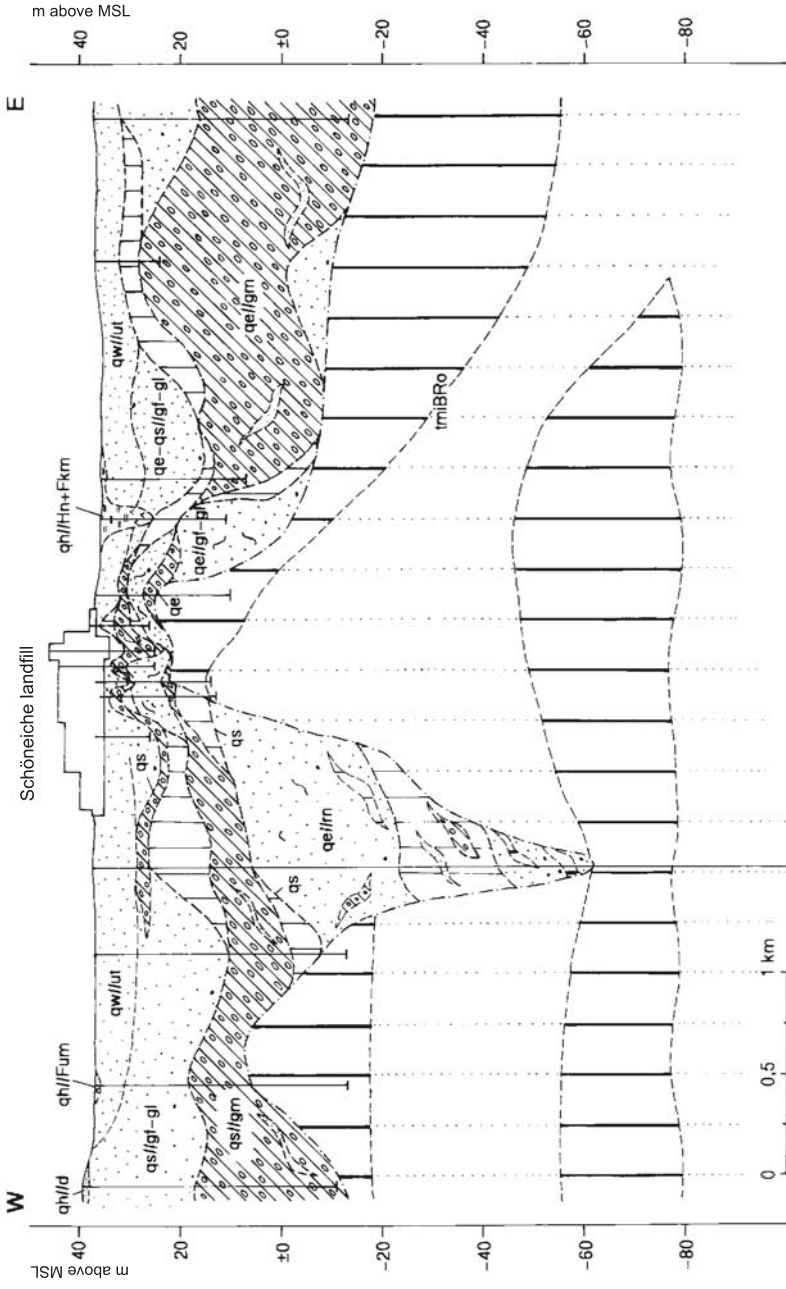 m above MSL
40
20
±0
−20
−40
−60
−80
E
qw//ut
qe-qs//gf-gl
qe//gm
qh//Hn+Fkm
qe//gf-gl
qe
tmiBRo
Schöneiche landfill
qs
qs
qe//rn
qs
qw//ut
qh//Fum
qs//gf-gl
qs//gm
qh//d
W
m above MSL
40
20
±0
−20
−40
−60
−80
0
0,5
1 km